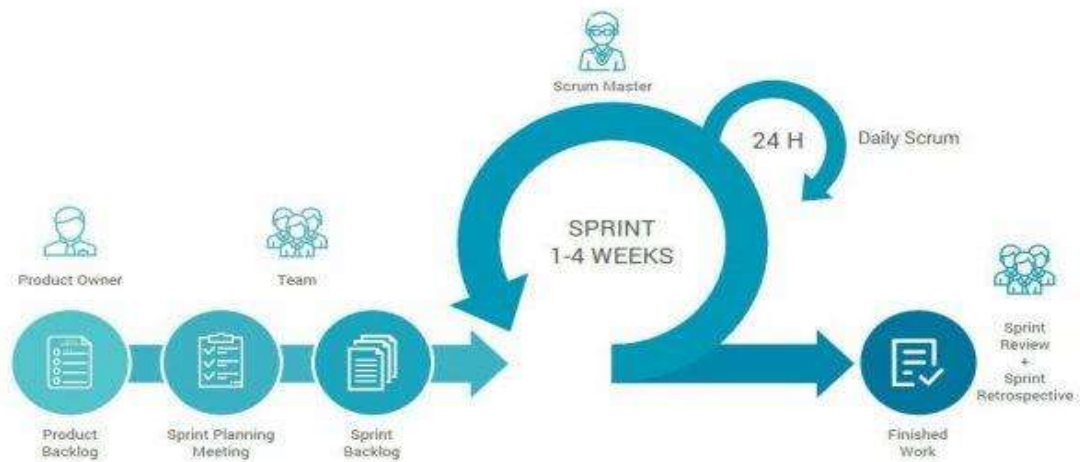 Scrum Master
24 H
Daily Scrum
SPRINT
1-4 WEEKS
Product Owner
Team
Sprint
Review
+
Sprint
Retrospective
Product
Backlog
Sprint Planning
Meeting
Sprint
Backlog
Finished
Work